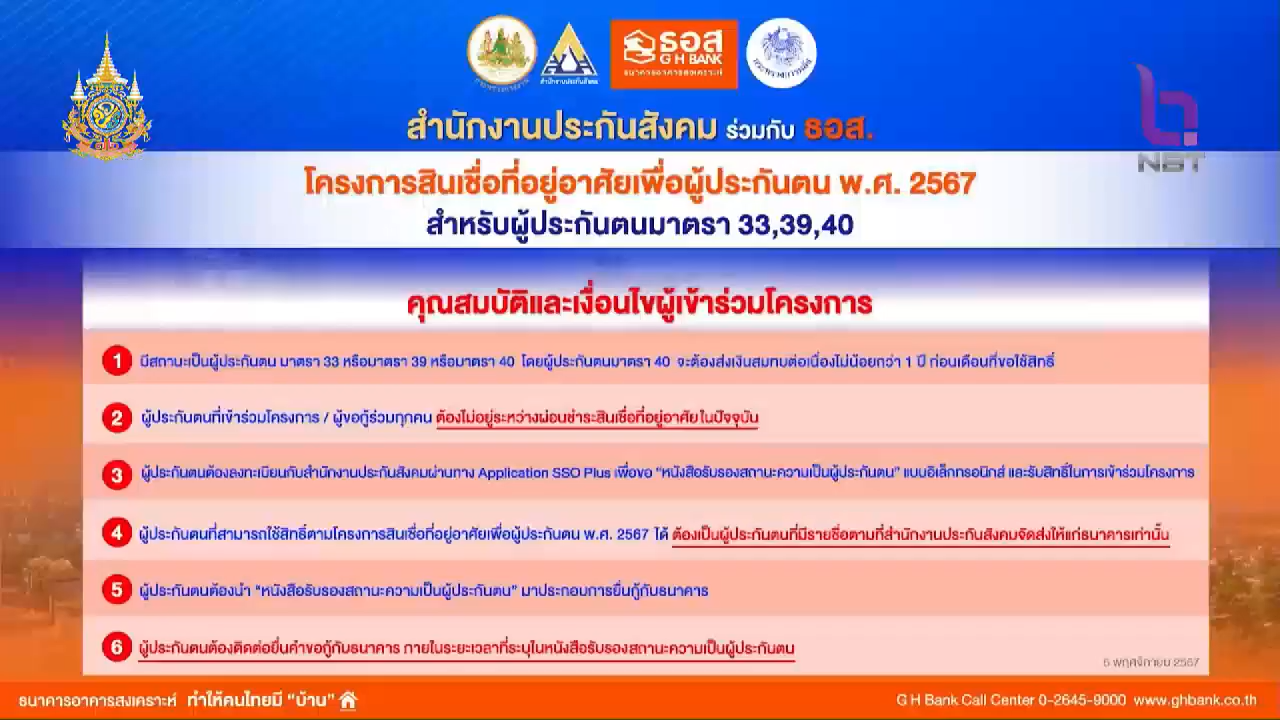 สำนักงานประกันสังคม
ธอส
G H BANK
ธนาคารอาคารสงเคราะห์
สำนักงานประกันสังคม ร่วมกับ ธอส.
NBT
โครงการสินเชื่อที่อยู่อาศัยเพื่อผู้ประกันตน พ.ศ. 2567
สำหรับผู้ประกันตนมาตรา 33,39,40
คุณสมบัติและเงื่อนไขผู้เข้าร่วมโครงการ
1 มีสถานะเป็นผู้ประกันตน มาตรา 33 หรือมาตรา 39 หรือมาตรา 40 โดยผู้ประกันตนมาตรา 40 จะต้องส่งเงินสมทบต่อเนื่องไม่น้อยกว่า 1 ปี ก่อนเดือนที่ขอใช้สิทธิ์
2 ผู้ประกันตนที่เข้าร่วมโครงการ / ผู้ขอกู้ร่วมทุกคน ต้องไม่อยู่ระหว่างผ่อนชำระสินเชื่อที่อยู่อาศัยในปัจจุบัน
3 ผู้ประกันตนต้องลงทะเบียนกับสำนักงานประกันสังคมผ่านทาง Application SSO Plus เพื่อขอ “หนังสือรับรองสถานะความเป็นผู้ประกันตน” แบบอิเล็กทรอนิกส์ และรับสิทธิ์ในการเข้าร่วมโครงการ
4 ผู้ประกันตนที่สามารถใช้สิทธิ์ตามโครงการสินเชื่อที่อยู่อาศัยเพื่อผู้ประกันตน พ.ศ. 2567 ได้ ต้องเป็นผู้ประกันตนที่มีรายชื่อตามที่สำนักงานประกันสังคมจัดส่งให้แก่ธนาคารเท่านั้น
5 ผู้ประกันตนต้องนำ “หนังสือรับรองสถานะความเป็นผู้ประกันตน” มาประกอบการยื่นกู้กับธนาคาร
6 ผู้ประกันตนต้องติดต่อยื่นคำขอกู้กับธนาคาร ภายในระยะเวลาที่ระบุในหนังสือรับรองสถานะความเป็นผู้ประกันตน
6 พฤศจิกายน 2567
ธนาคารอาคารสงเคราะห์ ทำให้คนไทยมี “บ้าน”
G H Bank Call Center 0-2645-9000 www.ghbank.co.th